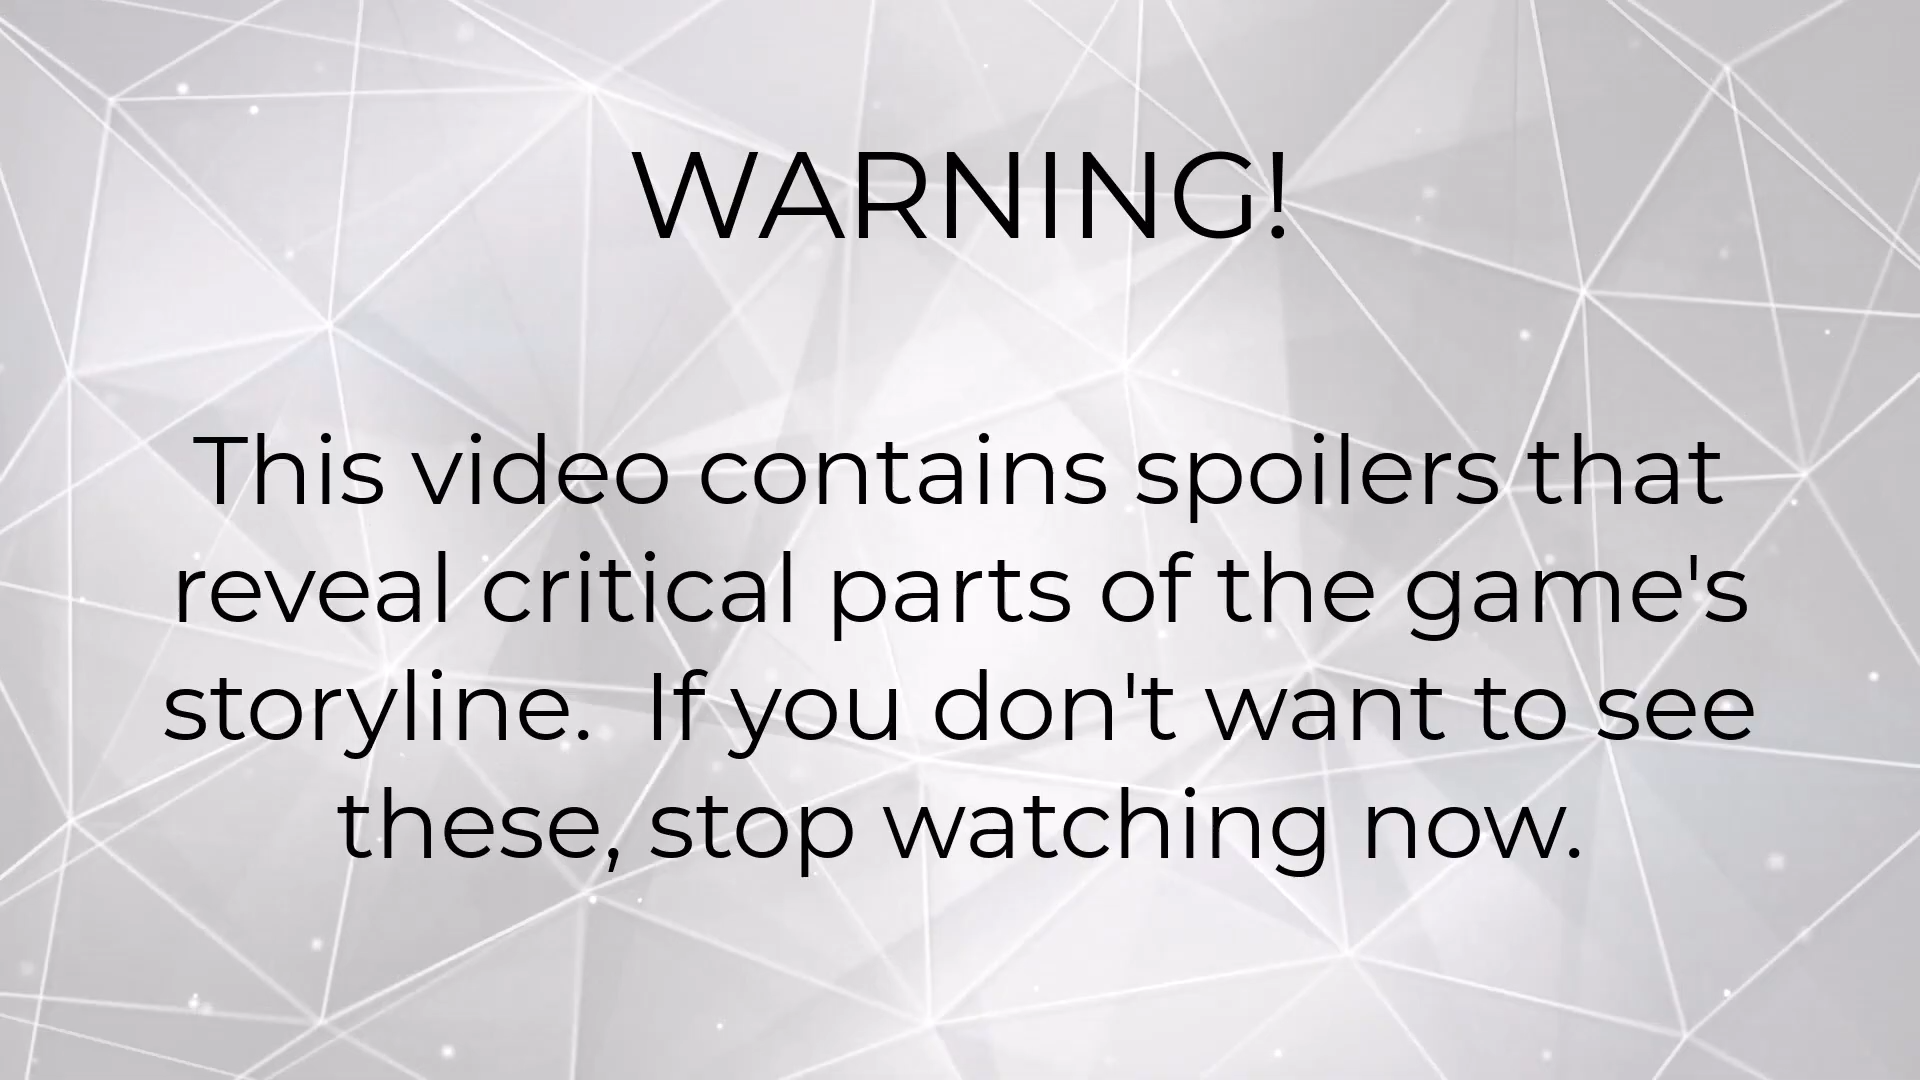 WARNING!
This video contains spoilers that
reveal critical parts of the game's
storyline.  If you don't want to see
these, stop watching now.